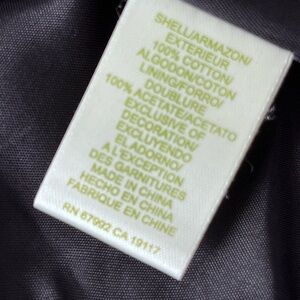 SHELL/ARMAZON/
EXTERIEUR
100% COTTON/
ALGODON/COTON
LINING/FORRO/
DOUBLURE
100% ACETATE/ACETATO
EXCLUSIVE OF
DECORATION/
EXCLUYENDO
EL ADORNO/
A L'EXCEPTION
DES GARNITURES
MADE IN CHINA
HECHO EN CHINA
FABRIQUE EN CHINE
RN 67992 CA 19117